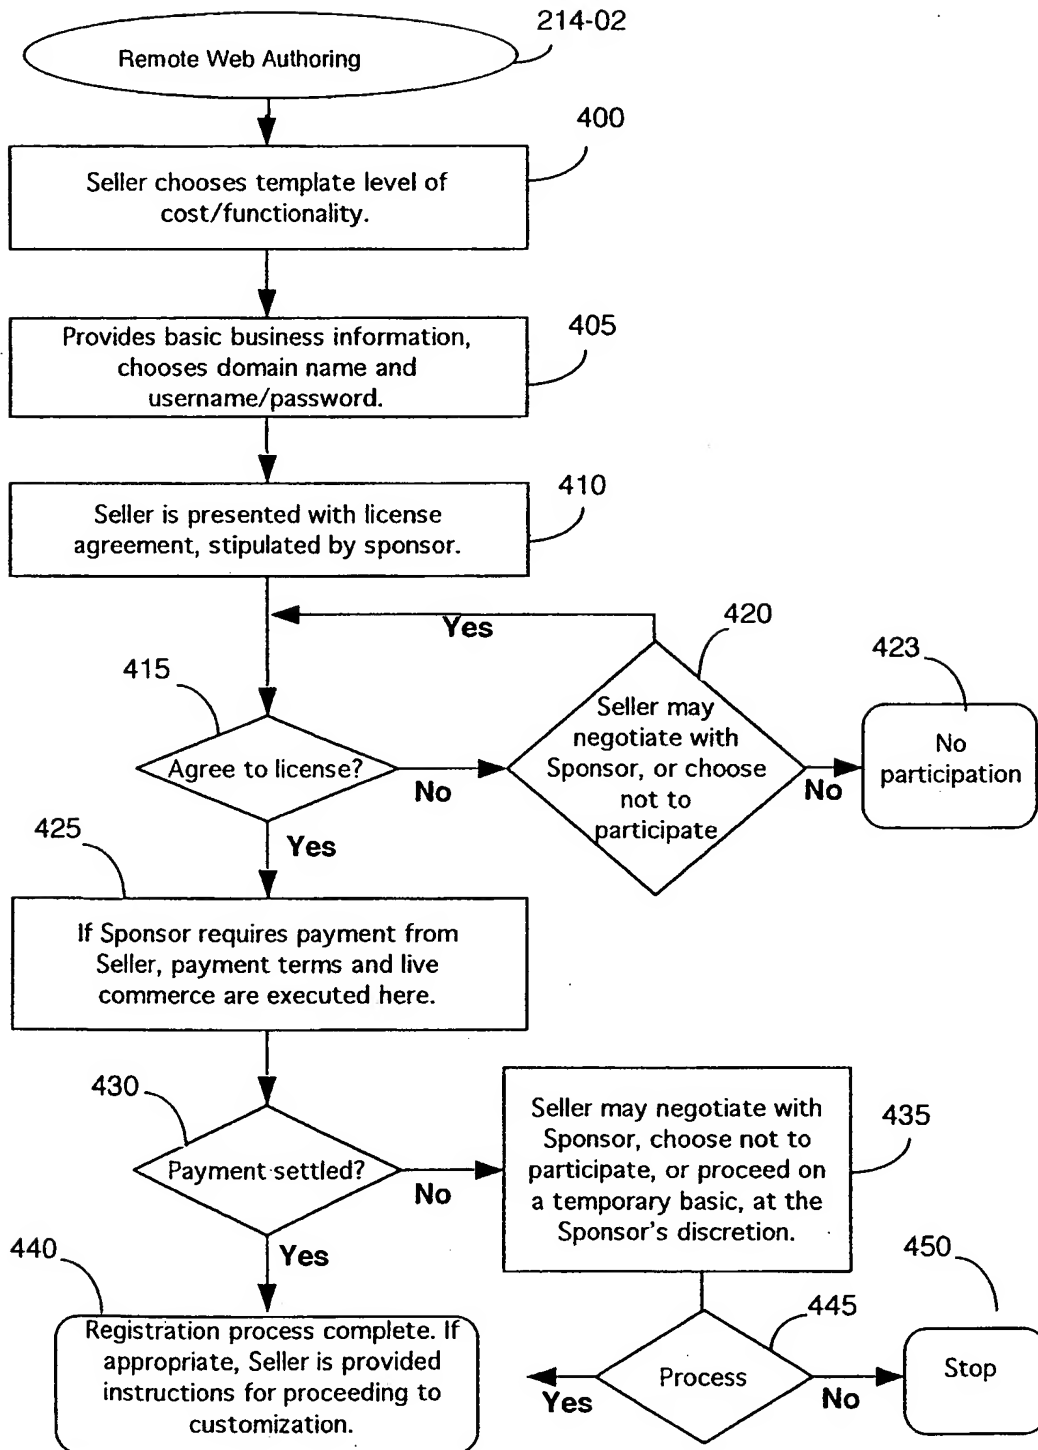 214-02
Remote Web Authoring
400
Seller chooses template level of
cost/functionality.
405
Provides basic business information,
chooses domain name and
username/password.
410
Seller is presented with license
agreement, stipulated by sponsor.
Yes
420
415
423
Agree to license?
No
Seller may
negotiate with
Sponsor, or choose
not to
participate
No
No
participation
425
Yes
If Sponsor requires payment from
Seller, payment terms and live
commerce are executed here.
430
Payment settled?
No
Seller may negotiate with
Sponsor, choose not to
participate, or proceed on
a temporary basic, at the
Sponsor's discretion.
435
440
Yes
Registration process complete. If
appropriate, Seller is provided
instructions for proceeding to
customization.
445
Process
Yes
No
450
Stop